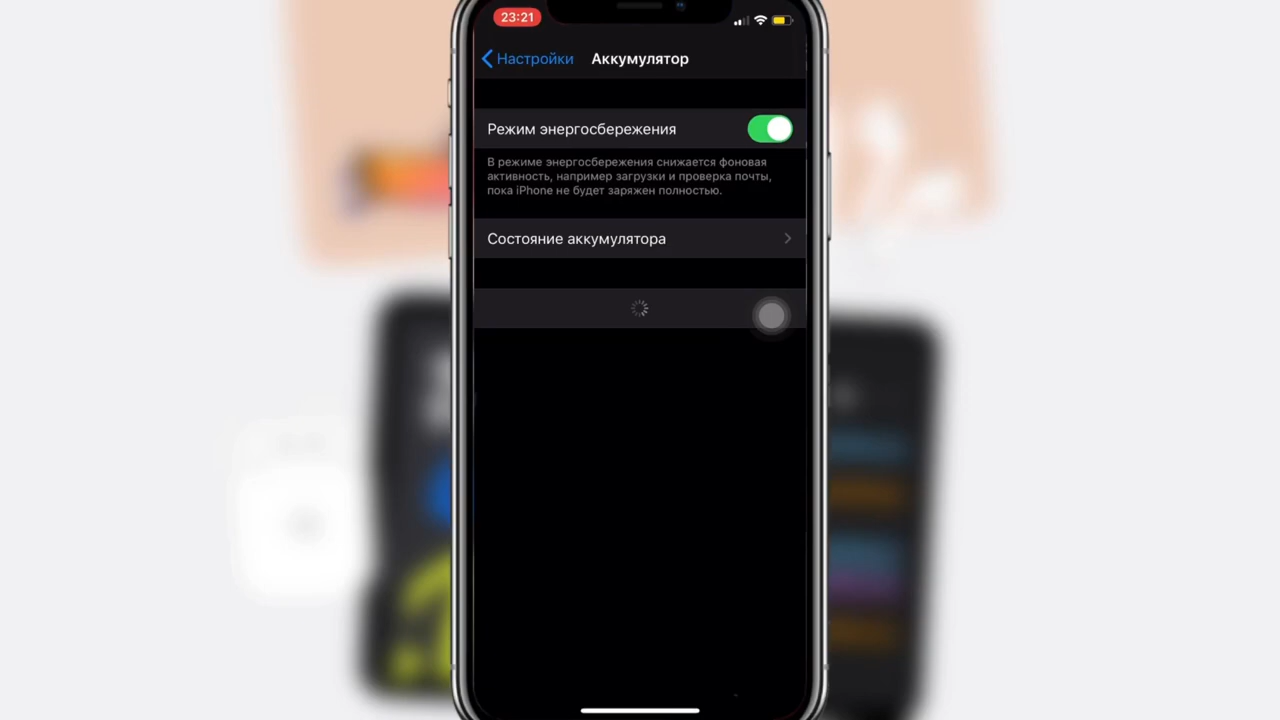 23:21
Настройки Аккумулятор
Режим энергосбережения
В режиме энергосбережения снижается фоновая
активность, например загрузки и проверка почты,
пока iPhone не будет заряжен полностью.
Состояние аккумулятора